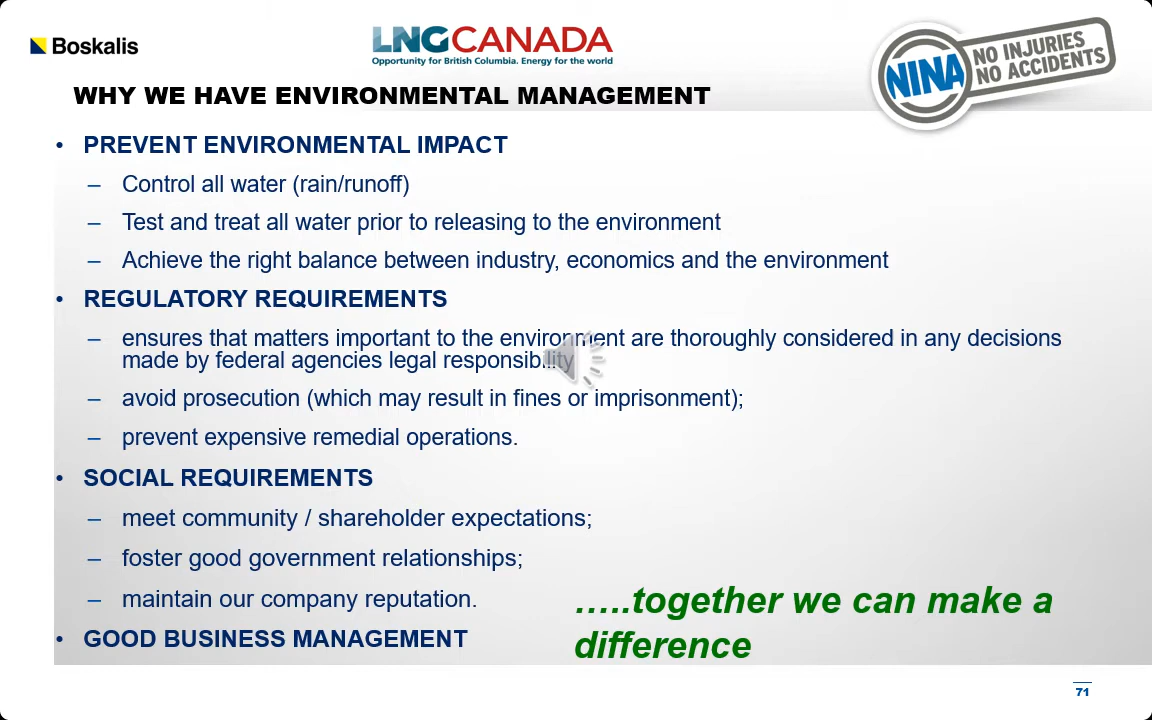 Boskalis
LNGCANADA
Opportunity for British Columbia. Energy for the world
NINA
NO INJURIES
NO ACCIDENTS
WHY WE HAVE ENVIRONMENTAL MANAGEMENT
• PREVENT ENVIRONMENTAL IMPACT
– Control all water (rain/runoff)
– Test and treat all water prior to releasing to the environment
– Achieve the right balance between industry, economics and the environment
• REGULATORY REQUIREMENTS
– ensures that matters important to the environment are thoroughly considered in any decisions
made by federal agencies legal responsibility
– avoid prosecution (which may result in fines or imprisonment);
– prevent expensive remedial operations.
• SOCIAL REQUIREMENTS
– meet community / shareholder expectations;
– foster good government relationships;
– maintain our company reputation.
• GOOD BUSINESS MANAGEMENT
…..together we can make a
difference
71